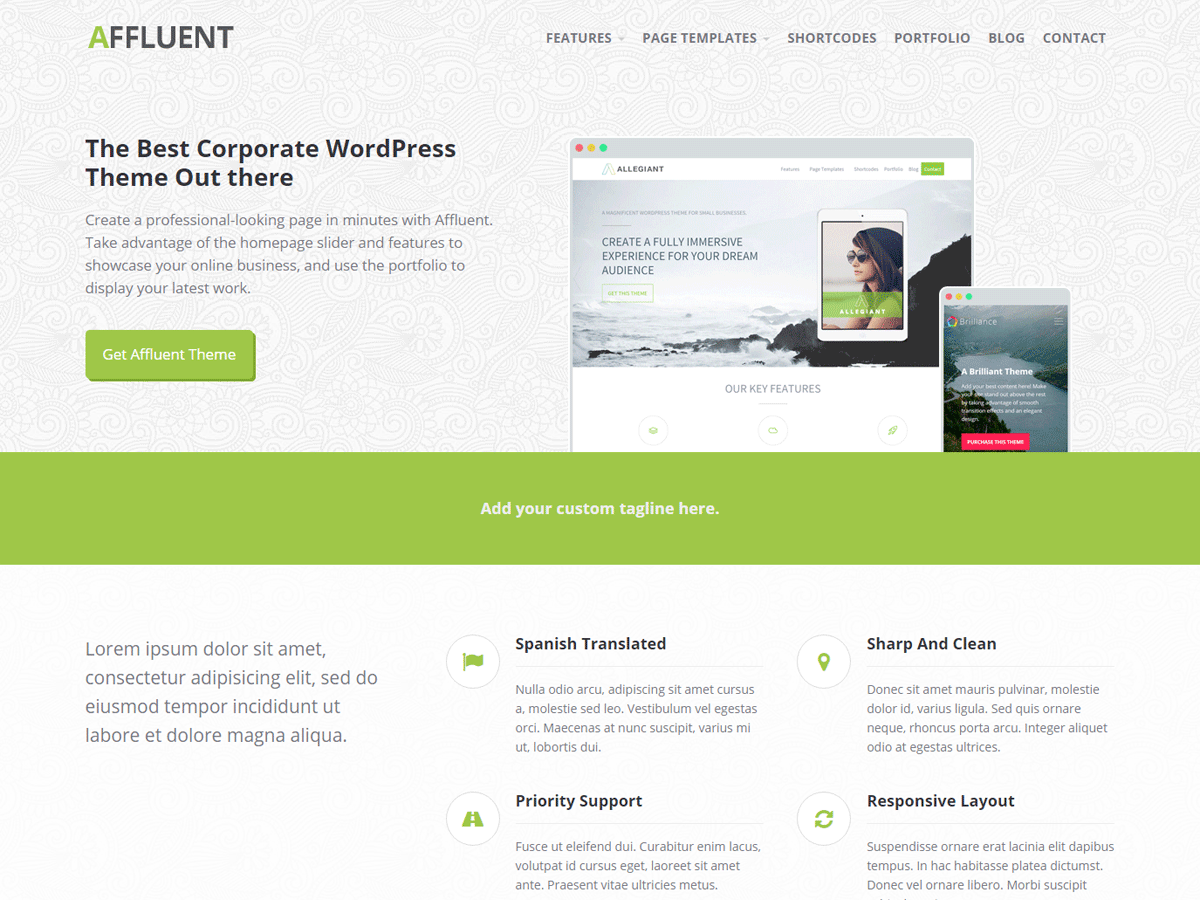 AFFLUENT
FEATURES
PAGE TEMPLATES
SHORTCODES
PORTFOLIO
BLOG
CONTACT
The Best Corporate WordPress
Theme Out there
Create a professional-looking page in minutes with Affluent.
Take advantage of the homepage slider and features to
showcase your online business, and use the portfolio to
display your latest work.
Get Affluent Theme
ALLEGIANT
Features
Page Templates
Shortcodes
Portfolio
Blog
Contact
A MAGNIFICENT WORDPRESS THEME FOR SMALL BUSINESSES.
CREATE A FULLY IMMERSIVE
EXPERIENCE FOR YOUR DREAM
AUDIENCE
GET THIS THEME
ALLEGIANT
OUR KEY FEATURES
Brilliance
A Brilliant Theme
Add your best content here! Make
your site stand out above the rest
by taking advantage of smooth
transition effects and an elegant
design.
PURCHASE THIS THEME
Add your custom tagline here.
Lorem ipsum dolor sit amet,
consectetur adipisicing elit, sed do
eiusmod tempor incididunt ut
labore et dolore magna aliqua.
Spanish Translated
Nulla odio arcu, adipiscing sit amet cursus
a, molestie sed leo. Vestibulum vel egestas
orci. Maecenas at nunc suscipit, varius mi
ut, lobortis dui.
Sharp And Clean
Donec sit amet mauris pulvinar, molestie
dolor id, varius ligula. Sed quis ornare
neque, rhoncus porta arcu. Integer aliquet
odio at egestas ultrices.
Priority Support
Fusce ut eleifend dui. Curabitur enim lacus,
volutpat id cursus eget, laoreet sit amet
ante. Praesent vitae ultricies metus.
Responsive Layout
Suspendisse ornare erat lacinia elit dapibus
tempus. In hac habitasse platea dictumst.
Donec vel ornare libero. Morbi suscipit